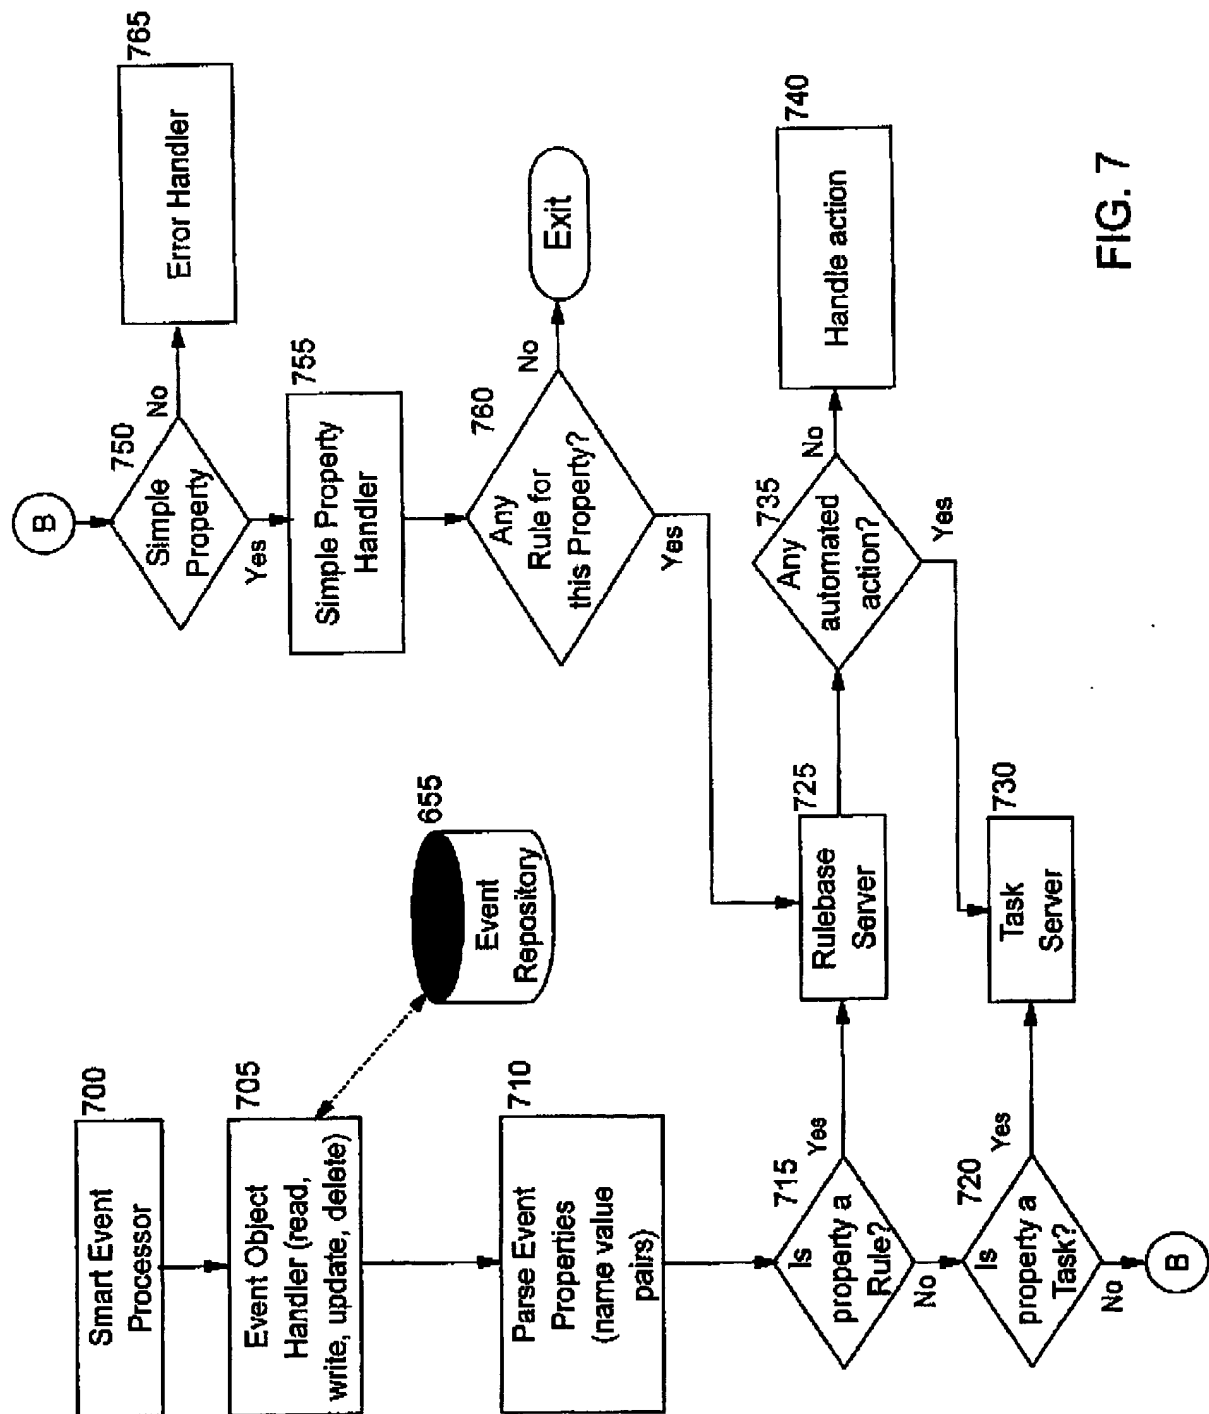 700
Smart Event
Processor
705
Event Object
Handler (read,
write, update, delete)
655
Event
Repository
710
Parse Event
Properties
(name value
pairs)
715
Is
property a
Rule?
Yes
No
720
Is
property a
Task?
Yes
No
B
725
Rulebase
Server
730
Task
Server
735
Any
automated
action?
No
Yes
740
Handle action
B
750
Simple
Property
No
Yes
765
Error Handler
755
Simple Property
Handler
760
Any
Rule for
this Property?
No
Yes
Exit
FIG. 7